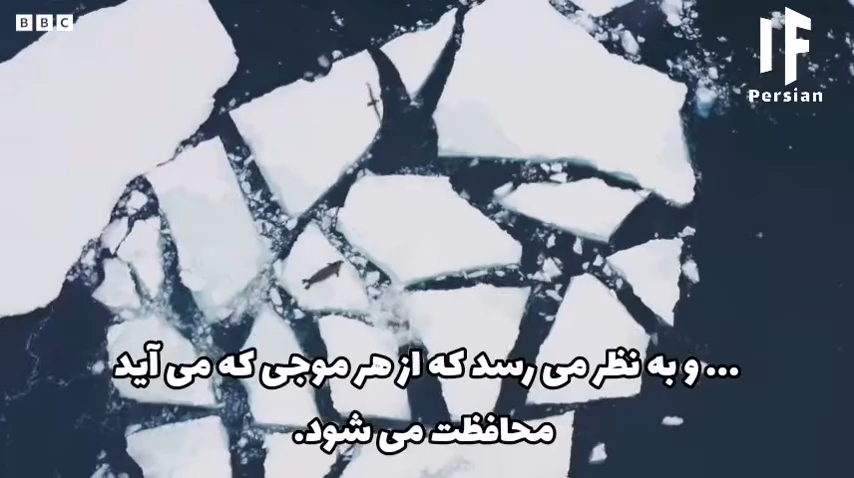 BBC
IF
Persian
... و به نظر می رسد که از هر موجی که می آید
محافظت می شود.